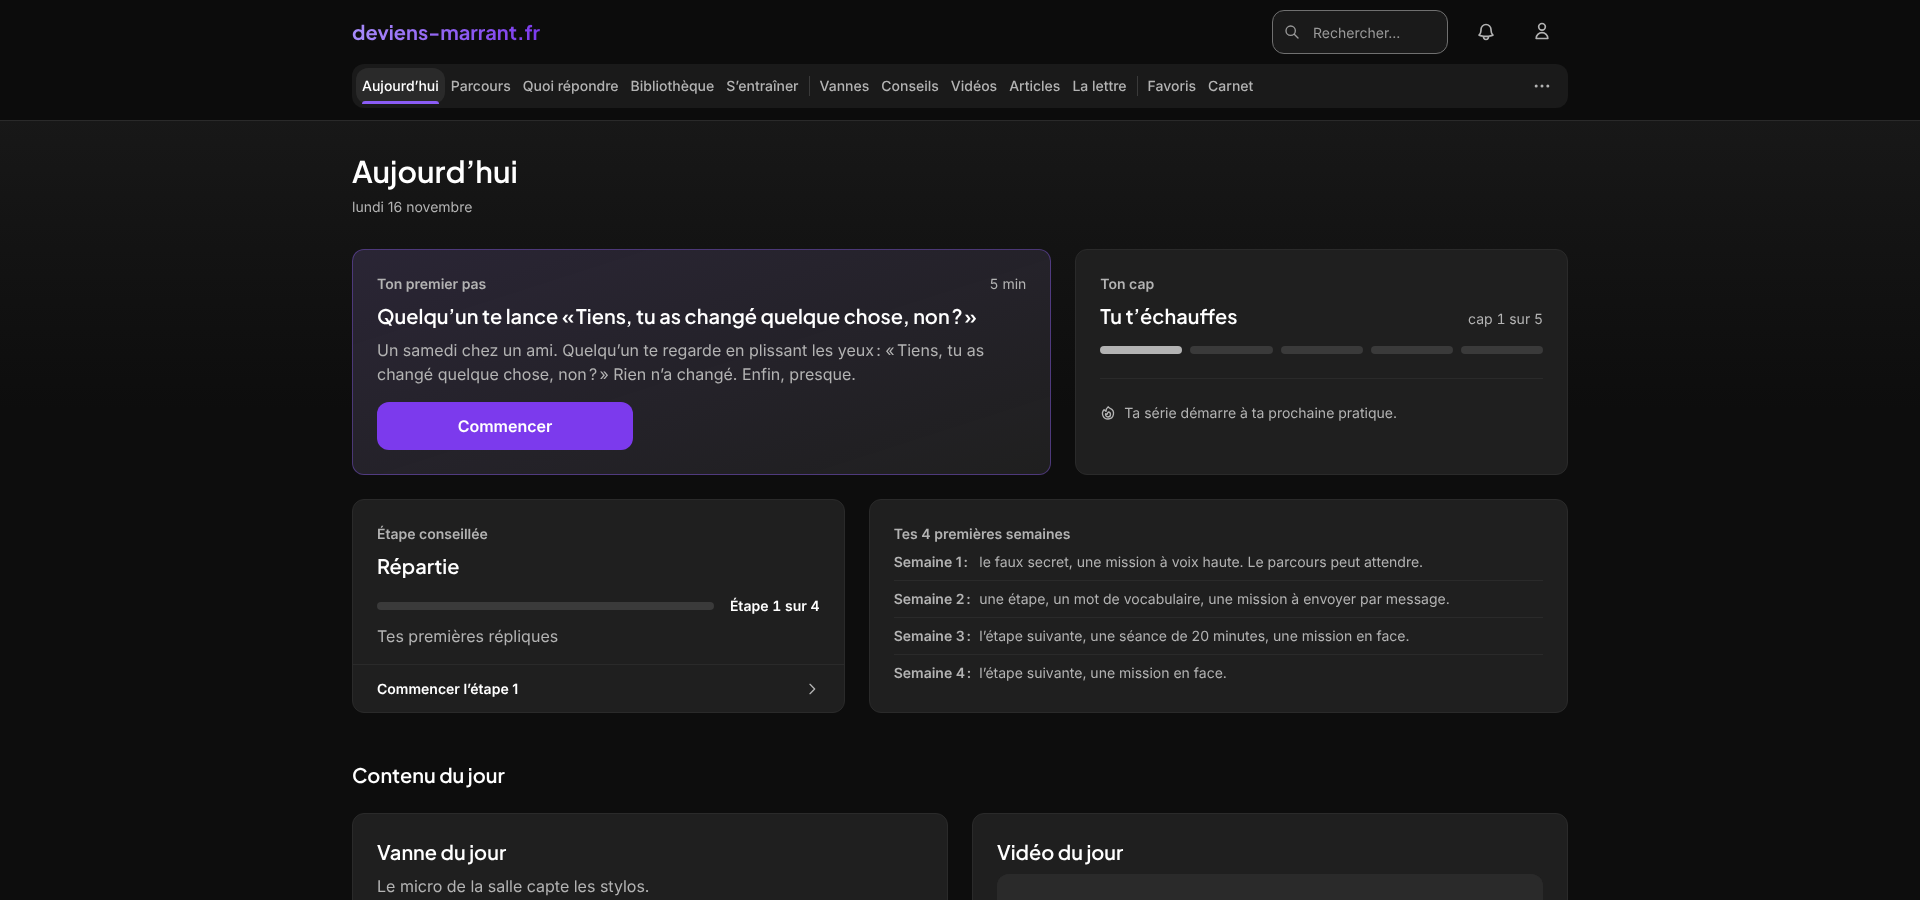 deviens-marrant.fr
Rechercher...
Aujourd’hui Parcours Quoi répondre Bibliothèque S’entraîner Vannes Conseils Vidéos Articles La lettre Favoris Carnet
Aujourd’hui
lundi 16 novembre
Ton premier pas
5 min
Quelqu’un te lance « Tiens, tu as changé quelque chose, non ? »
Un samedi chez un ami. Quelqu’un te regarde en plissant les yeux : « Tiens, tu as
changé quelque chose, non ? » Rien n’a changé. Enfin, presque.
Commencer
Ton cap
Tu t’échauffes
cap 1 sur 5
Ta série démarre à ta prochaine pratique.
Étape conseillée
Répartie
Étape 1 sur 4
Tes premières répliques
Commencer l’étape 1
Tes 4 premières semaines
Semaine 1 : le faux secret, une mission à voix haute. Le parcours peut attendre.
Semaine 2 : une étape, un mot de vocabulaire, une mission à envoyer par message.
Semaine 3 : l’étape suivante, une séance de 20 minutes, une mission en face.
Semaine 4 : l’étape suivante, une mission en face.
Contenu du jour
Vanne du jour
Le micro de la salle capte les stylos.
Vidéo du jour